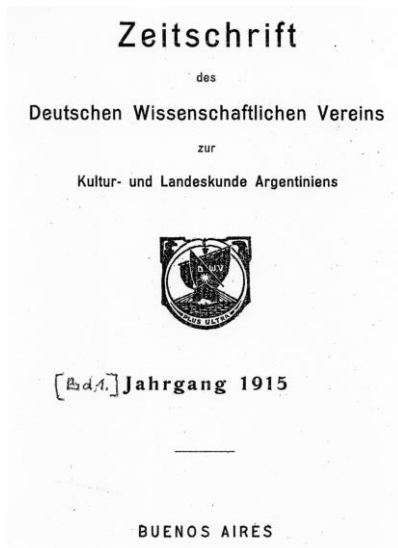 Zeitschrift
des
Deutschen Wissenschaftlichen Vereins
zur
Kultur- und Landeskunde Argentiniens
D.W.V.
PLUS ULTRA
[Bd 1.] Jahrgang 1915
BUENOS AIRES